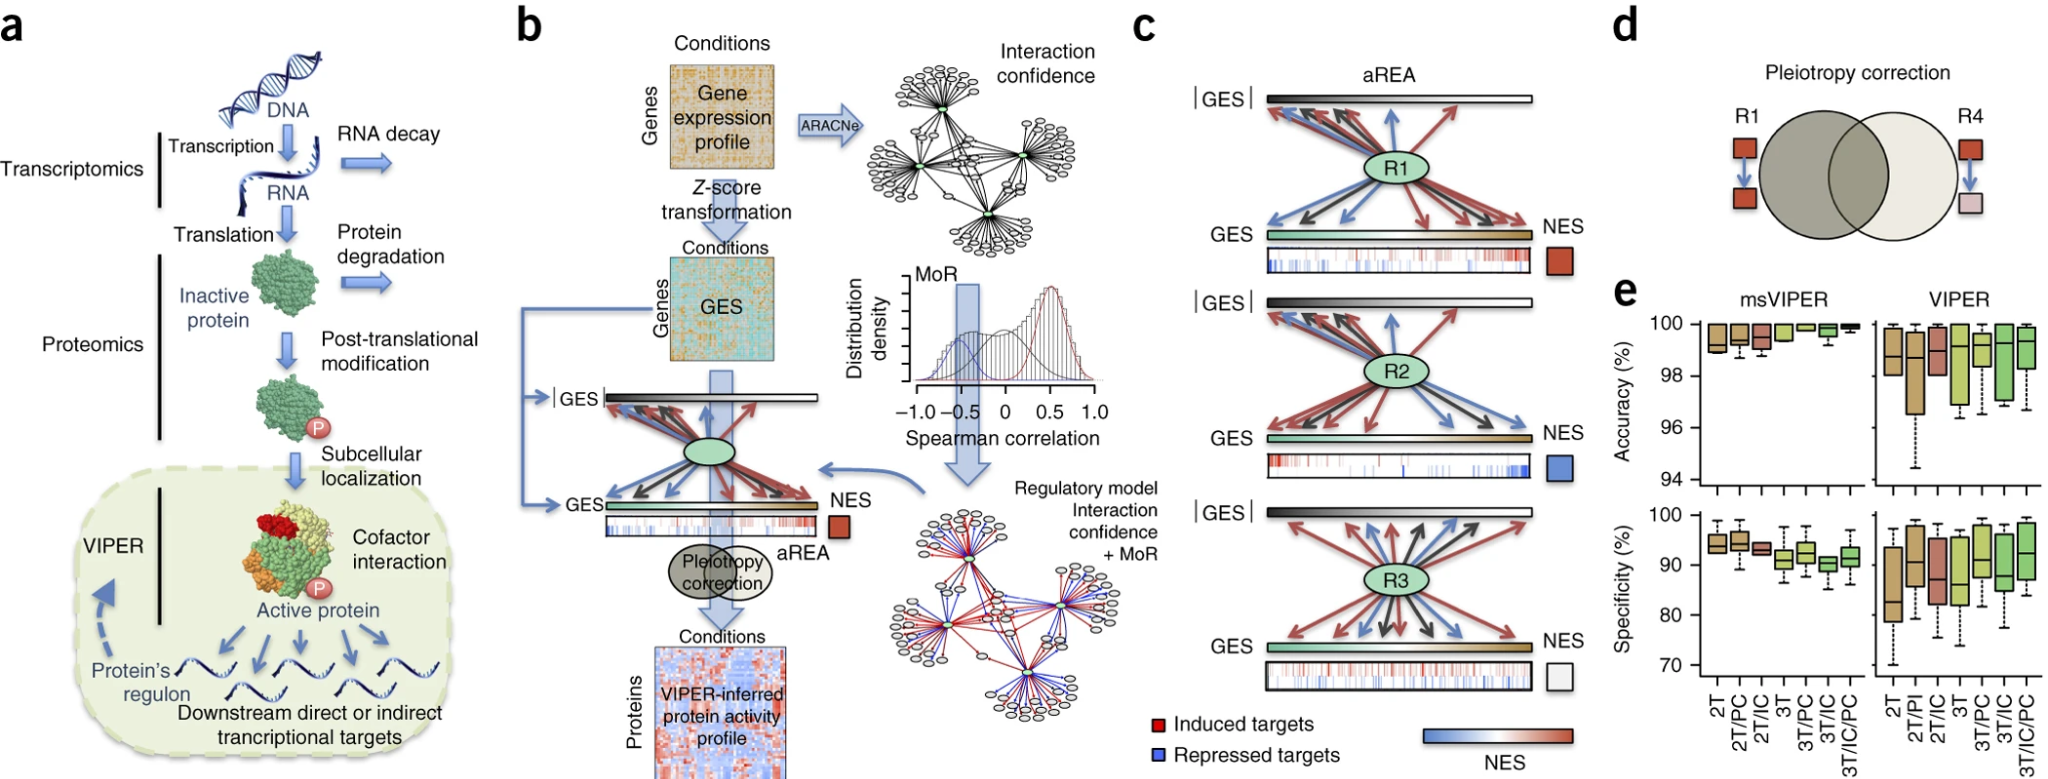 a
DNA
Transcription
RNA decay
Transcriptomics
RNA
Translation
Protein
degradation
Inactive
protein
Proteomics
Post-translational
modification
P
Subcellular
localization
VIPER
Cofactor
interaction
P
Active protein
Protein's
regulon
Downstream direct or indirect
trancriptional targets
b
Conditions
Genes
Gene
expression
profile
ARACNe
Interaction
confidence
Z-score
transformation
Conditions
Genes
GES
MoR
Distribution
density
−1.0 −0.5 0 0.5 1.0
Spearman correlation
|GES|
GES
NES
aREA
Regulatory model
Interaction
confidence
+ MoR
Pleiotropy
correction
Conditions
Proteins
VIPER-inferred
protein activity
profile
c
aREA
|GES|
R1
GES
NES
|GES|
R2
GES
NES
|GES|
R3
GES
NES
Induced targets
Repressed targets
NES
d
Pleiotropy correction
R1
R4
e
msVIPER
VIPER
Accuracy (%)
100
98
96
94
Specificity (%)
100
90
80
70
2T
2T/PC
2T/IC
3T
3T/PC
3T/IC
3T/IC/PC
2T
2T/PI
2T/IC
3T
3T/PC
3T/IC
3T/IC/PC